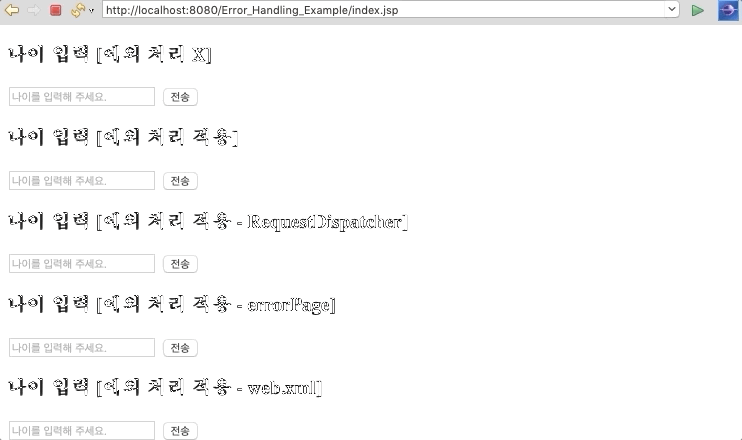 http://localhost:8080/Error_Handling_Example/index.jsp
나이 입력 [예외 처리 X]
나이를 입력해 주세요. 전송
나이 입력 [예외 처리 적용]
나이를 입력해 주세요. 전송
나이 입력 [예외 처리 적용 - RequestDispatcher]
나이를 입력해 주세요. 전송
나이 입력 [예외 처리 적용 - errorPage]
나이를 입력해 주세요. 전송
나이 입력 [예외 처리 적용 - web.xml]
나이를 입력해 주세요. 전송